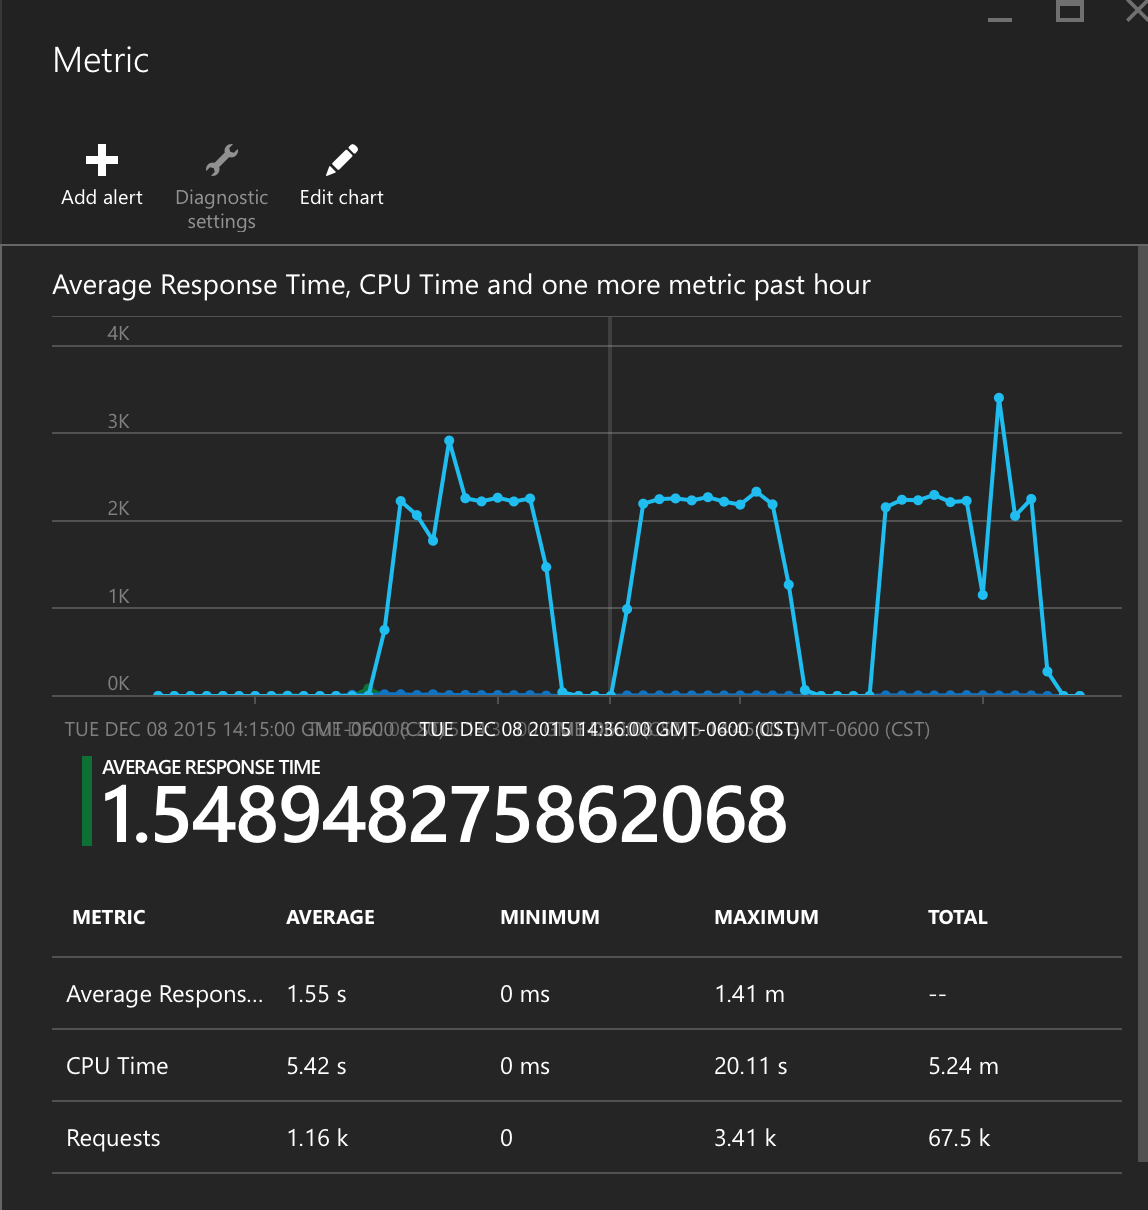 Metric
Add alert
Diagnostic settings
Edit chart
Average Response Time, CPU Time and one more metric past hour
4K
3K
2K
1K
0K
TUE DEC 08 2015 14:15:00 GMT-0600 (CST) TUE DEC 08 2015 14:36:00 GMT-0600 (CST) GMT-0600 (CST)
AVERAGE RESPONSE TIME
1.548948275862068
METRIC AVERAGE MINIMUM MAXIMUM TOTAL
Average Respons... 1.55 s 0 ms 1.41 m --
CPU Time 5.42 s 0 ms 20.11 s 5.24 m
Requests 1.16 k 0 3.41 k 67.5 k